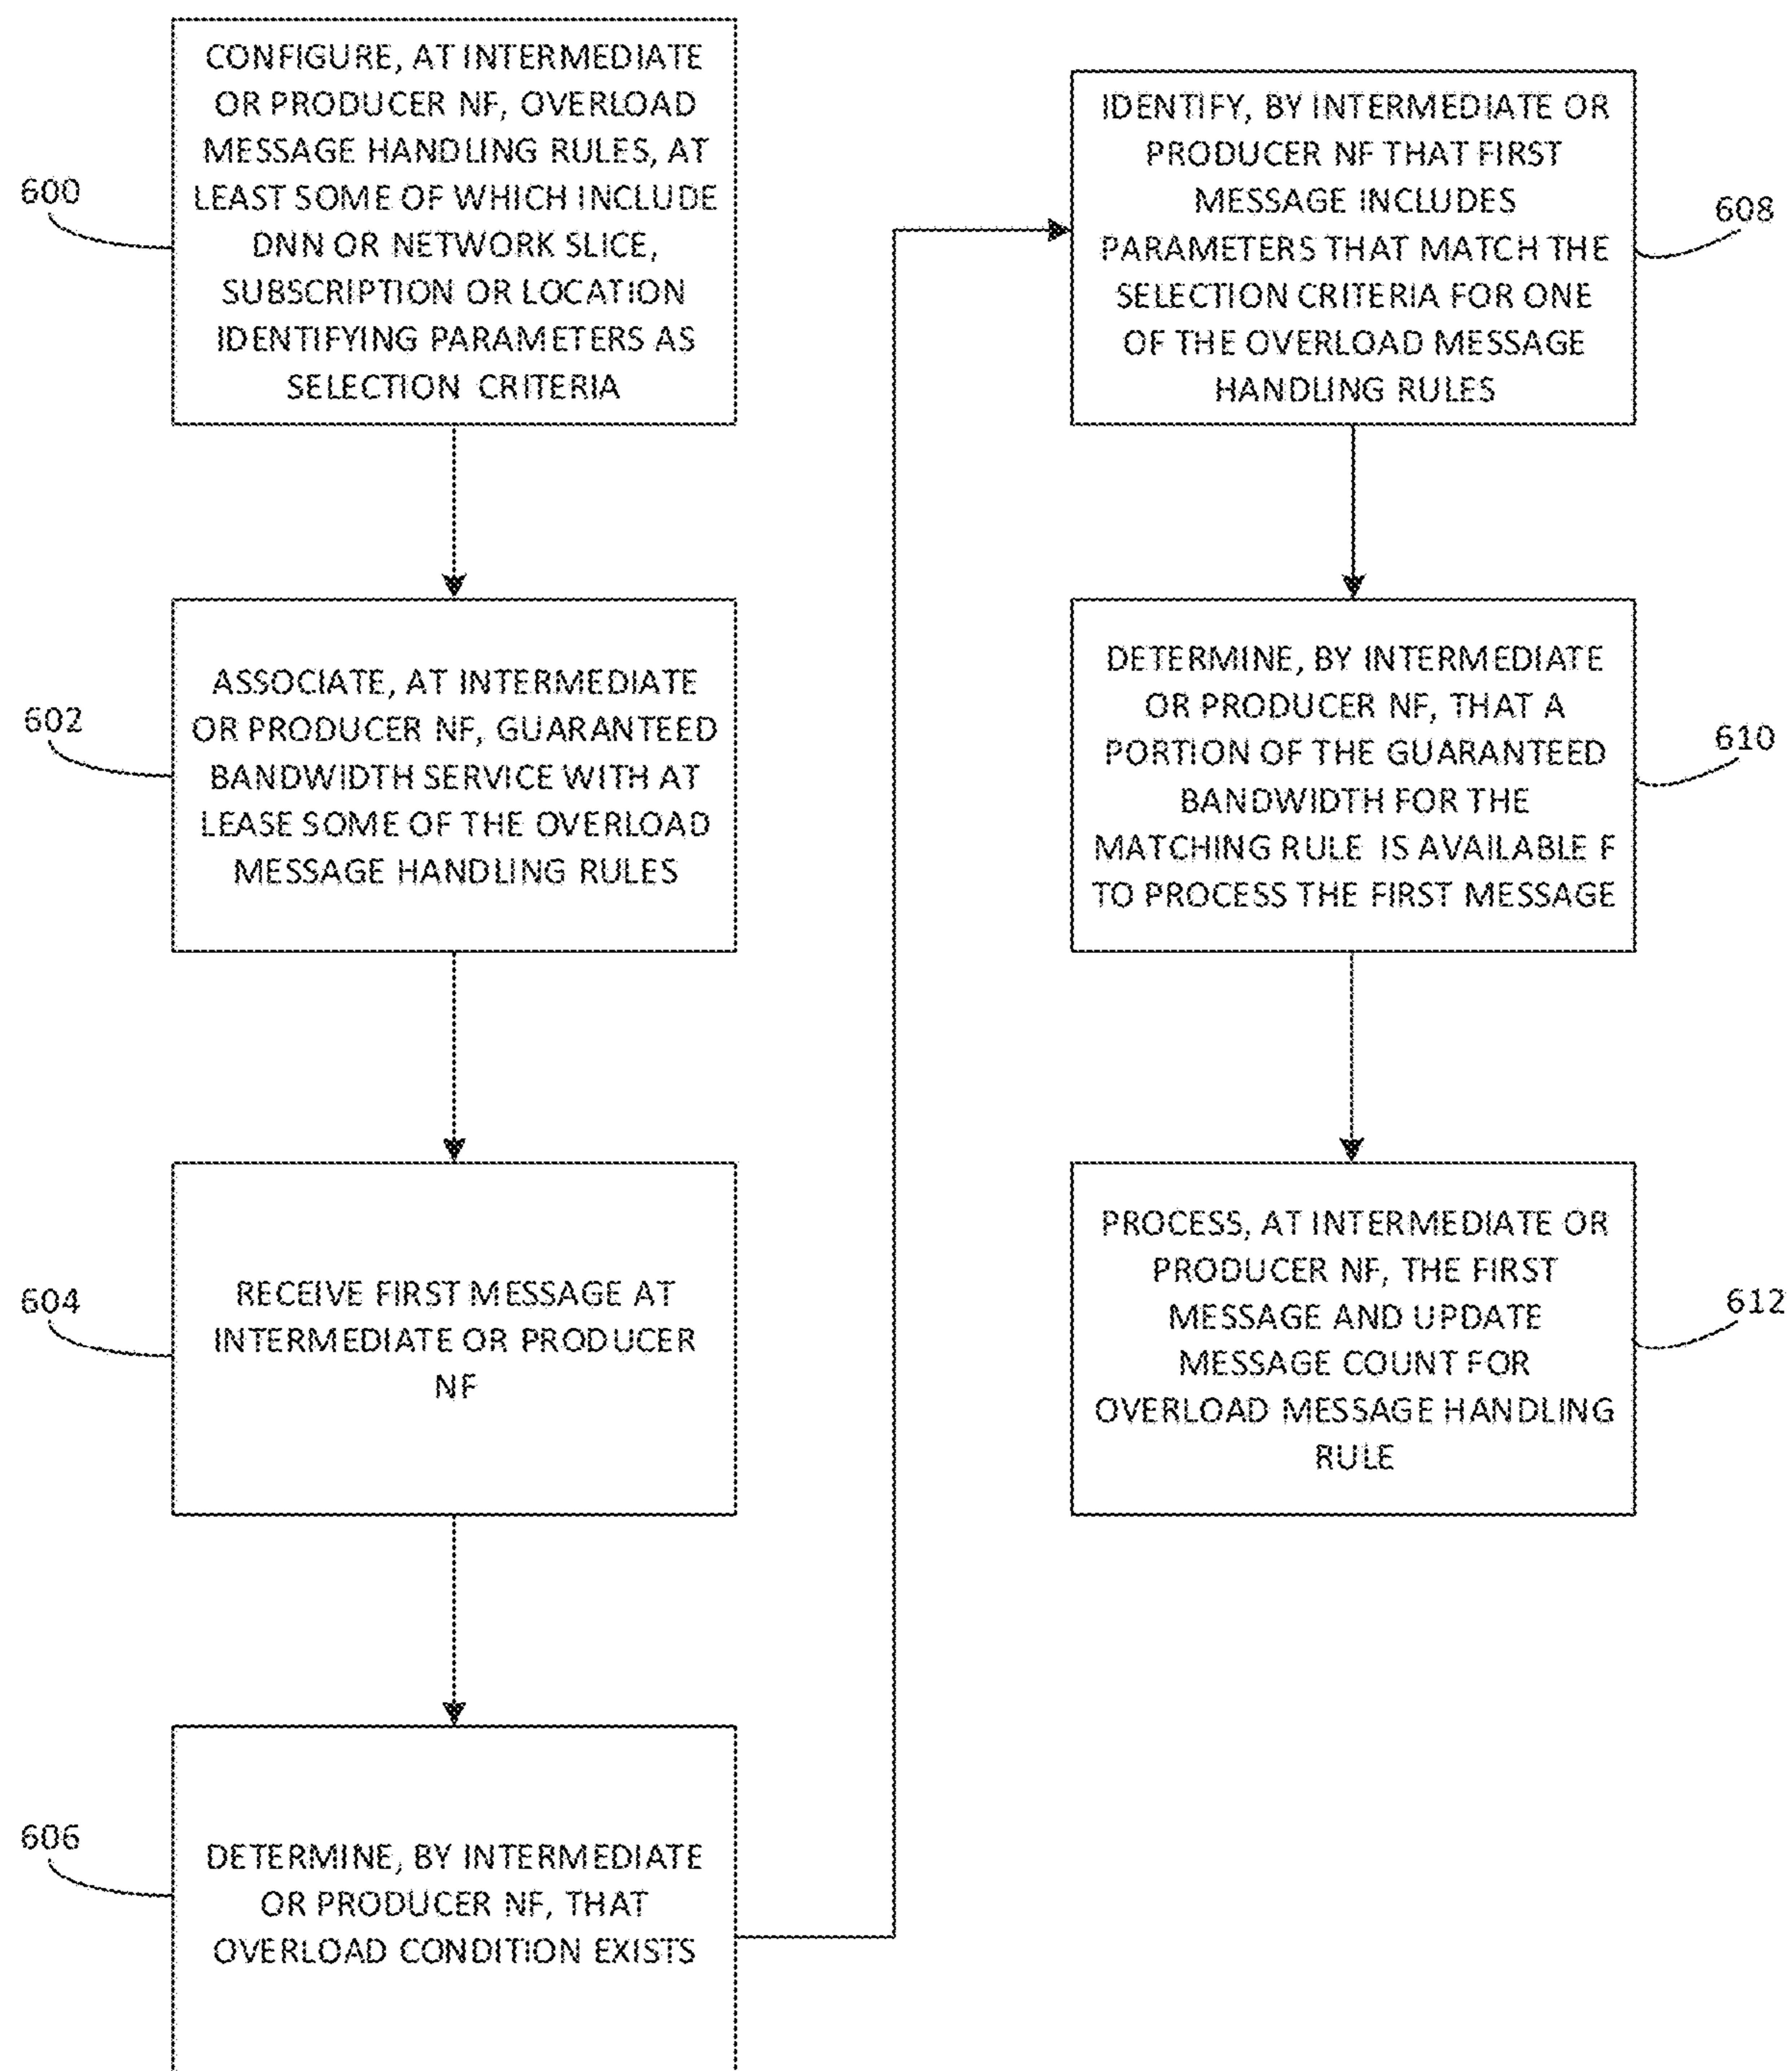 CONFIGURE, AT INTERMEDIATE
OR PRODUCER NF, OVERLOAD
MESSAGE HANDLING RULES, AT
LEAST SOME OF WHICH INCLUDE
DNN OR NETWORK SLICE,
SUBSCRIPTION OR LOCATION
IDENTIFYING PARAMETERS AS
SELECTION CRITERIA
600
ASSOCIATE, AT INTERMEDIATE
OR PRODUCER NF, GUARANTEED
BANDWIDTH SERVICE WITH AT
LEASE SOME OF THE OVERLOAD
MESSAGE HANDLING RULES
602
RECEIVE FIRST MESSAGE AT
INTERMEDIATE OR PRODUCER
NF
604
DETERMINE, BY INTERMEDIATE
OR PRODUCER NF, THAT
OVERLOAD CONDITION EXISTS
606
IDENTIFY, BY INTERMEDIATE OR
PRODUCER NF THAT FIRST
MESSAGE INCLUDES
PARAMETERS THAT MATCH THE
SELECTION CRITERIA FOR ONE
OF THE OVERLOAD MESSAGE
HANDLING RULES
608
DETERMINE, BY INTERMEDIATE
OR PRODUCER NF, THAT A
PORTION OF THE GUARANTEED
BANDWIDTH FOR THE
MATCHING RULE IS AVAILABLE F
TO PROCESS THE FIRST MESSAGE
610
PROCESS, AT INTERMEDIATE OR
PRODUCER NF, THE FIRST
MESSAGE AND UPDATE
MESSAGE COUNT FOR
OVERLOAD MESSAGE HANDLING
RULE
612